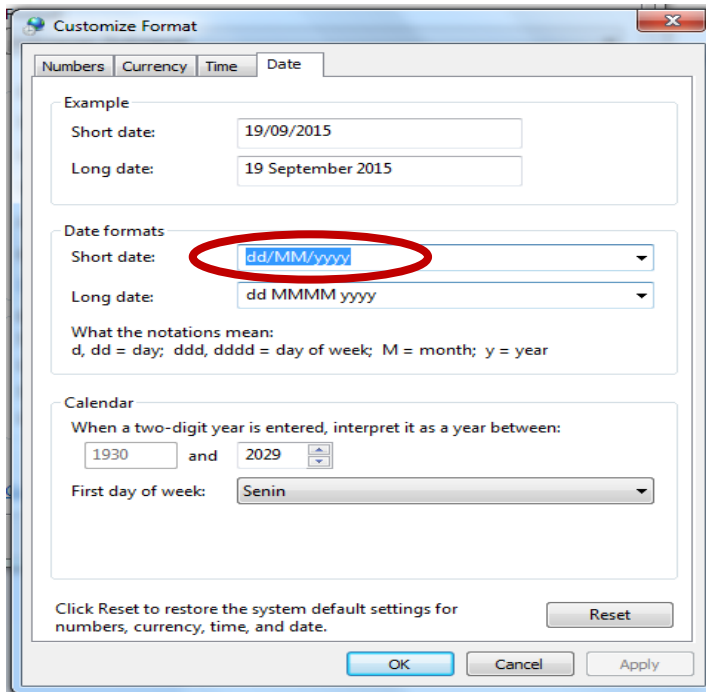 Customize Format
Numbers Currency Time Date
Example
Short date: 19/09/2015
Long date: 19 September 2015
Date formats
Short date: dd/MM/yyyy
Long date: dd MMMM yyyy
What the notations mean:
d, dd = day; ddd, dddd = day of week; M = month; y = year
Calendar
When a two-digit year is entered, interpret it as a year between:
1930 and 2029
First day of week: Senin
Click Reset to restore the system default settings for
numbers, currency, time, and date.
Reset
OK Cancel Apply